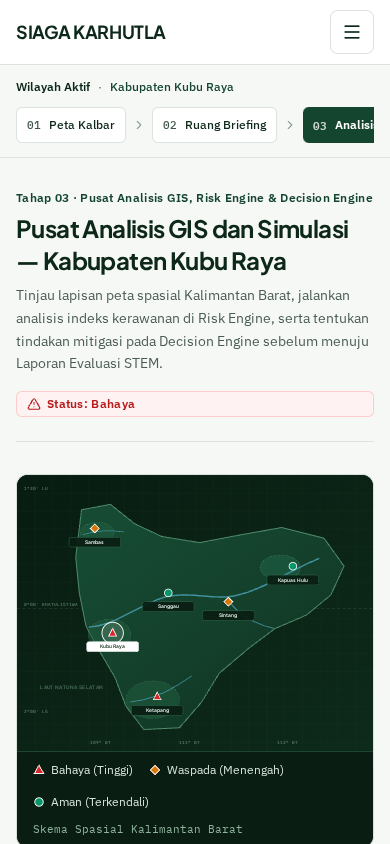 SIAGA KARHUTLA
Wilayah Aktif · Kabupaten Kubu Raya
01 Peta Kalbar
02 Ruang Briefing
03 Analisis
Tahap 03 · Pusat Analisis GIS, Risk Engine & Decision Engine
Pusat Analisis GIS dan Simulasi
— Kabupaten Kubu Raya
Tinjau lapisan peta spasial Kalimantan Barat, jalankan
analisis indeks kerawanan di Risk Engine, serta tentukan
tindakan mitigasi pada Decision Engine sebelum menuju
Laporan Evaluasi STEM.
Status: Bahaya
Sambas
Kapuas Hulu
Sanggau
Sintang
Kubu Raya
LAUT NATUNA SELATAN
Ketapang
Bahaya (Tinggi)
Waspada (Menengah)
Aman (Terkendali)
Skema Spasial Kalimantan Barat